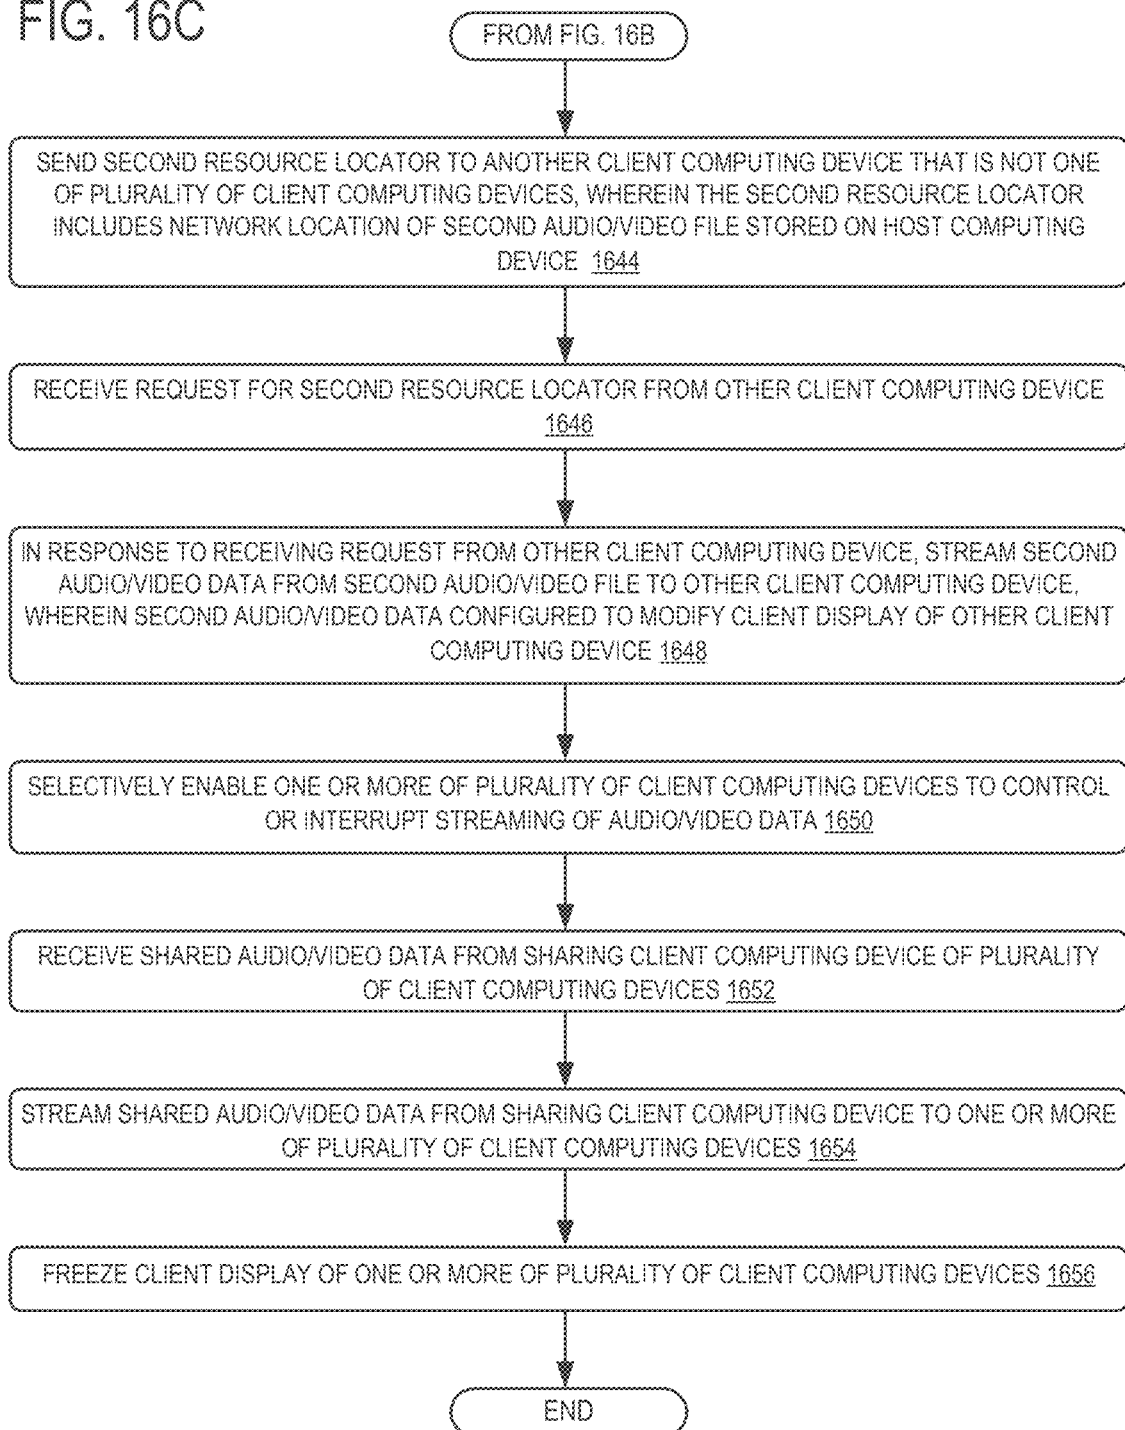 FIG. 16C
FROM FIG. 16B
SEND SECOND RESOURCE LOCATOR TO ANOTHER CLIENT COMPUTING DEVICE THAT IS NOT ONE
OF PLURALITY OF CLIENT COMPUTING DEVICES, WHEREIN THE SECOND RESOURCE LOCATOR
INCLUDES NETWORK LOCATION OF SECOND AUDIO/VIDEO FILE STORED ON HOST COMPUTING
DEVICE 1644
RECEIVE REQUEST FOR SECOND RESOURCE LOCATOR FROM OTHER CLIENT COMPUTING DEVICE
1646
IN RESPONSE TO RECEIVING REQUEST FROM OTHER CLIENT COMPUTING DEVICE, STREAM SECOND
AUDIO/VIDEO DATA FROM SECOND AUDIO/VIDEO FILE TO OTHER CLIENT COMPUTING DEVICE,
WHEREIN SECOND AUDIO/VIDEO DATA CONFIGURED TO MODIFY CLIENT DISPLAY OF OTHER CLIENT
COMPUTING DEVICE 1648
SELECTIVELY ENABLE ONE OR MORE OF PLURALITY OF CLIENT COMPUTING DEVICES TO CONTROL
OR INTERRUPT STREAMING OF AUDIO/VIDEO DATA 1650
RECEIVE SHARED AUDIO/VIDEO DATA FROM SHARING CLIENT COMPUTING DEVICE OF PLURALITY
OF CLIENT COMPUTING DEVICES 1652
STREAM SHARED AUDIO/VIDEO DATA FROM SHARING CLIENT COMPUTING DEVICE TO ONE OR MORE
OF PLURALITY OF CLIENT COMPUTING DEVICES 1654
FREEZE CLIENT DISPLAY OF ONE OR MORE OF PLURALITY OF CLIENT COMPUTING DEVICES 1656
END